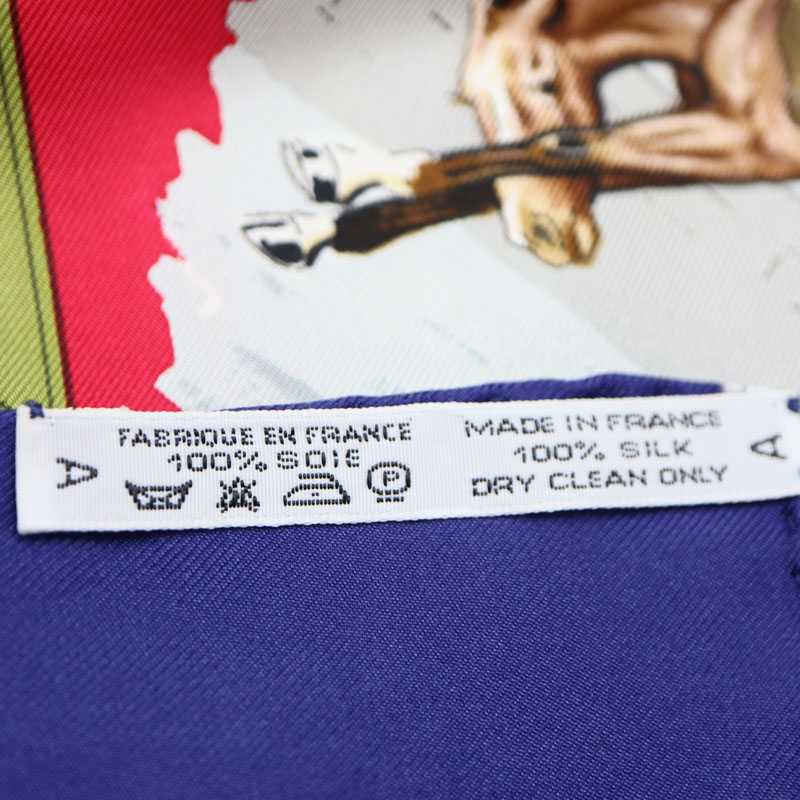 A
FABRIQUE EN FRANCE
100% SOIE
P
MADE IN FRANCE
100% SILK
DRY CLEAN ONLY
A